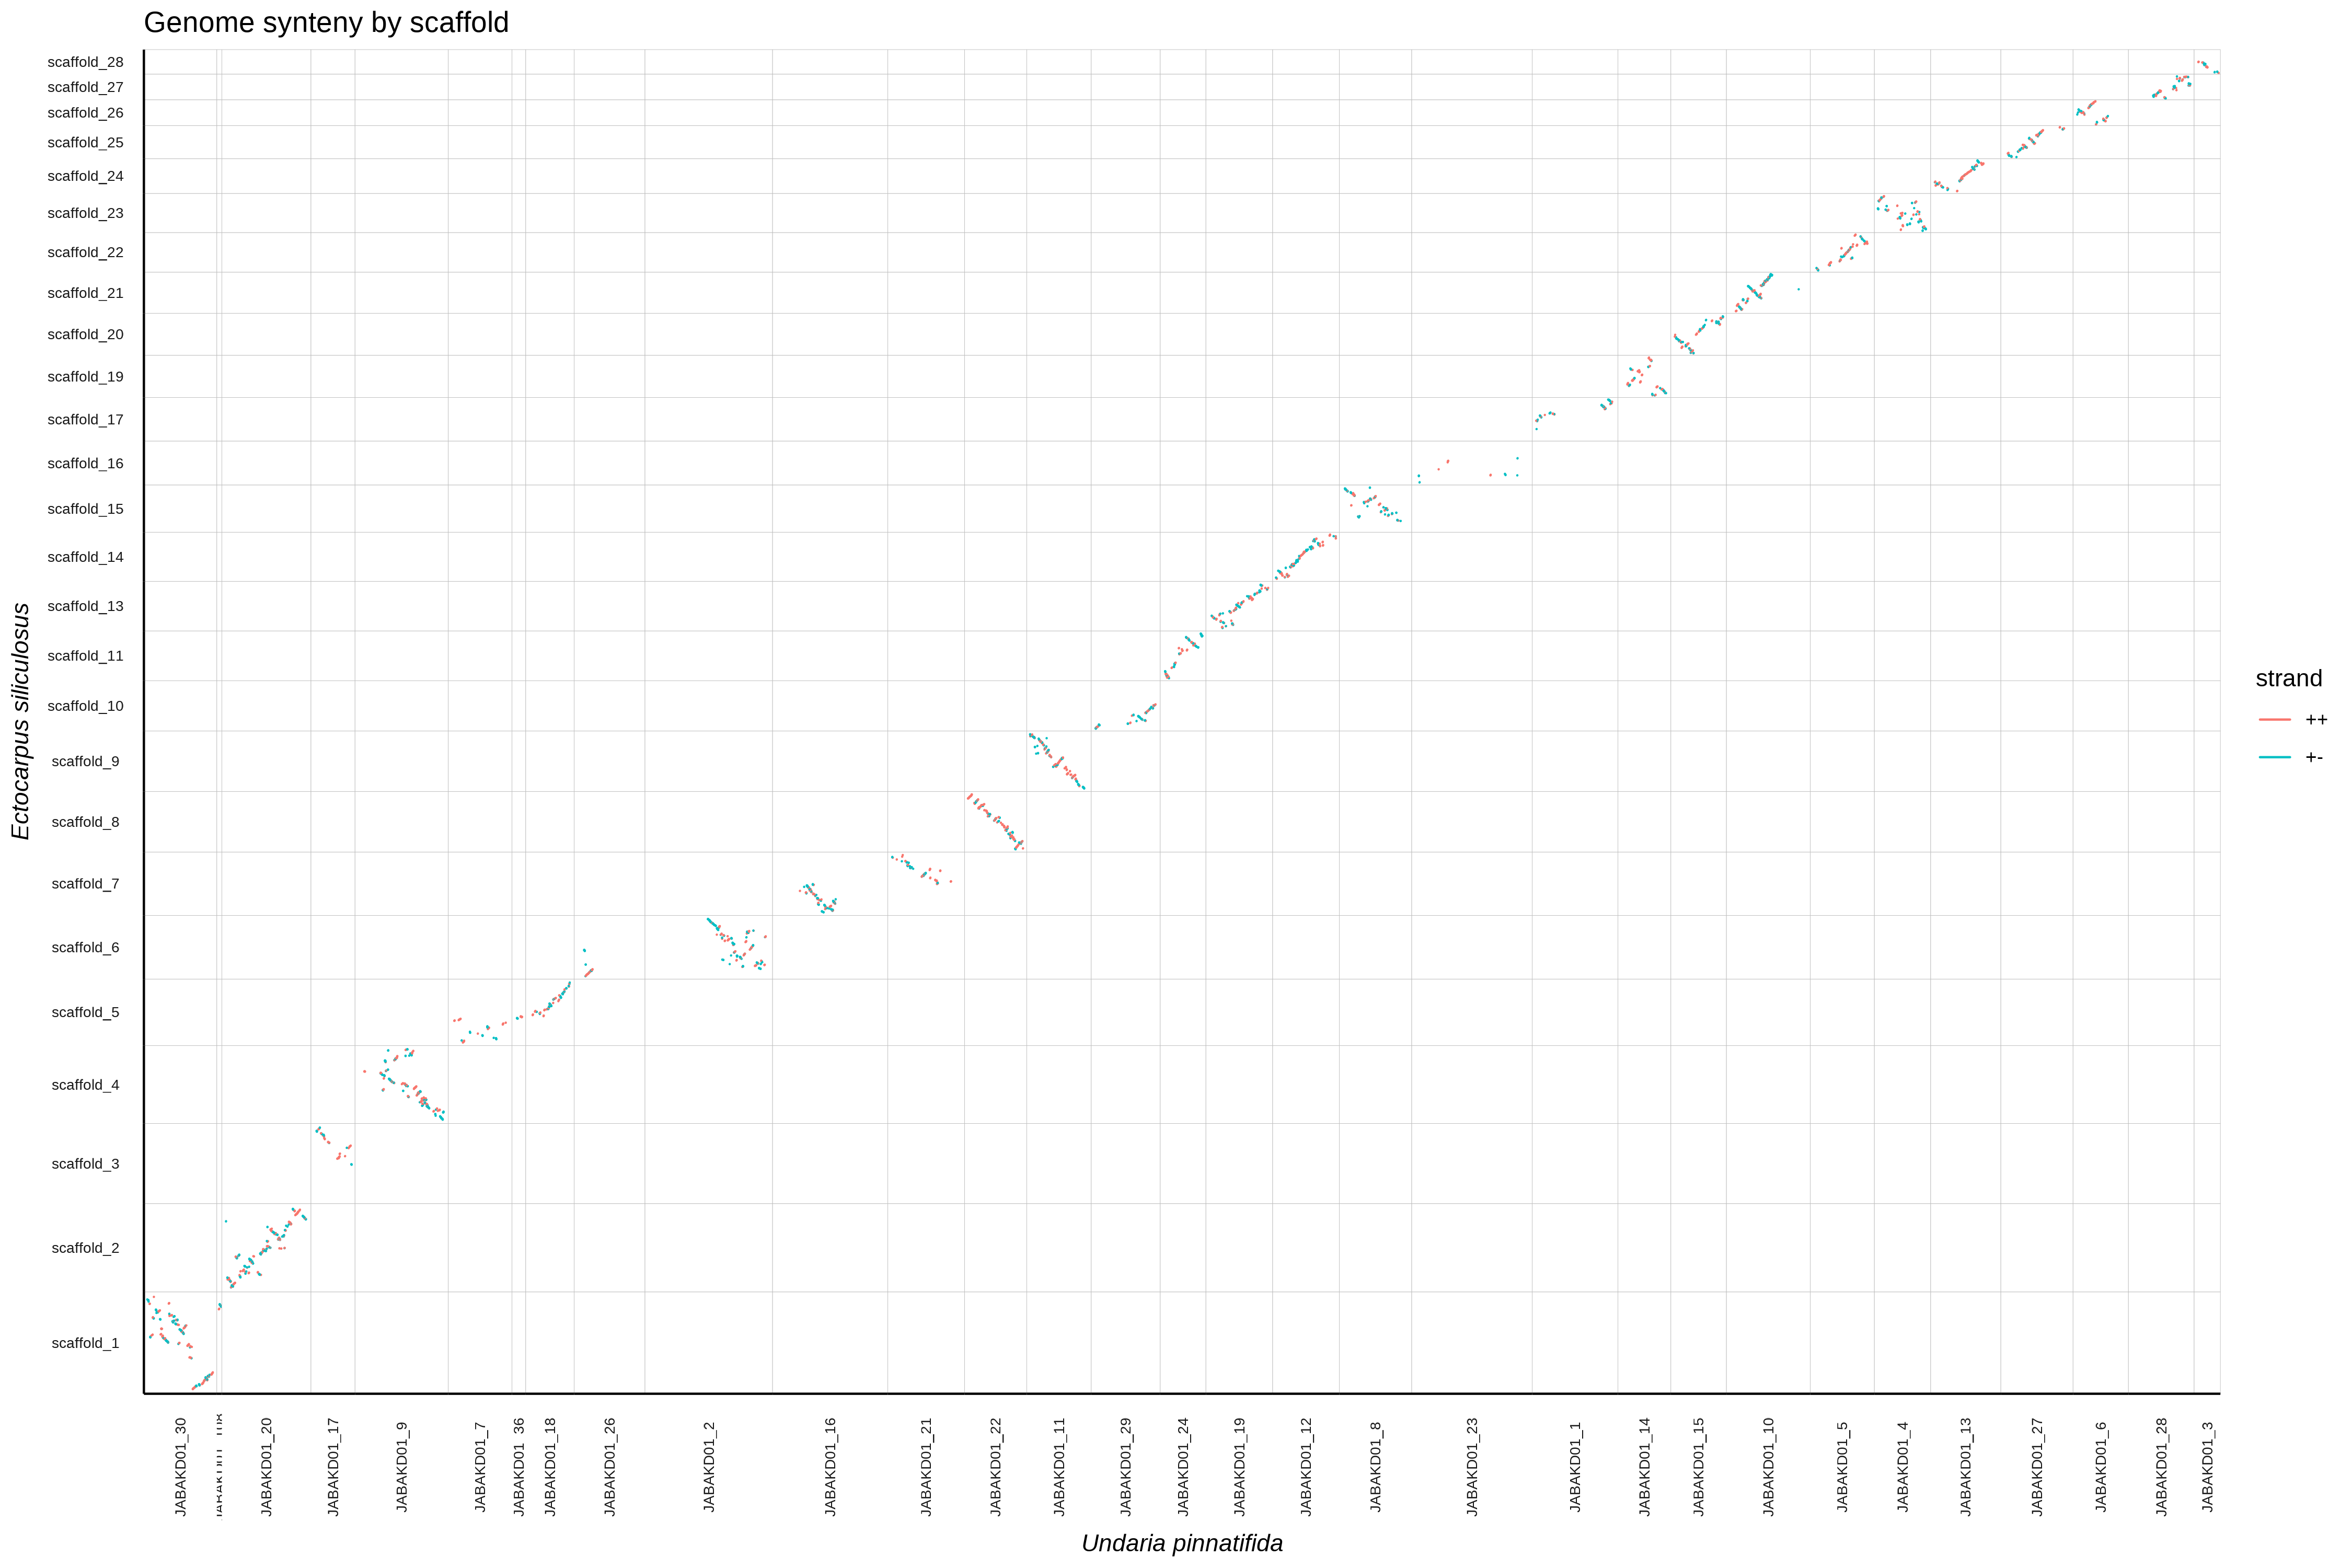 Genome synteny by scaffold
scaffold_28
scaffold_27
scaffold_26
scaffold_25
scaffold_24
scaffold_23
scaffold_22
scaffold_21
scaffold_20
scaffold_19
scaffold_17
scaffold_16
scaffold_15
scaffold_14
scaffold_13
scaffold_11
scaffold_10
scaffold_9
scaffold_8
scaffold_7
scaffold_6
scaffold_5
scaffold_4
scaffold_3
scaffold_2
scaffold_1
Ectocarpus siliculosus
strand
++
+-
JABAKD01_30
JABAKD01_20
JABAKD01_17
JABAKD01_9
JABAKD01_7
JABAKD01_36
JABAKD01_18
JABAKD01_26
JABAKD01_2
JABAKD01_16
JABAKD01_21
JABAKD01_22
JABAKD01_11
JABAKD01_29
JABAKD01_24
JABAKD01_19
JABAKD01_12
JABAKD01_8
JABAKD01_23
JABAKD01_1
JABAKD01_14
JABAKD01_15
JABAKD01_10
JABAKD01_5
JABAKD01_4
JABAKD01_13
JABAKD01_27
JABAKD01_6
JABAKD01_28
JABAKD01_3
Undaria pinnatifida